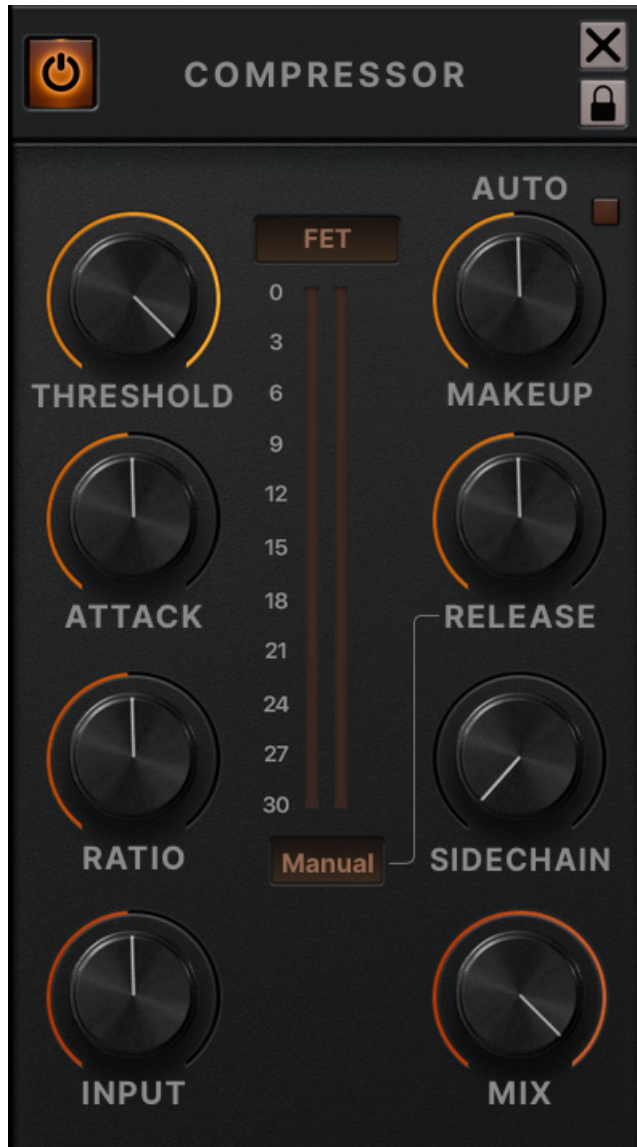 COMPRESSOR
AUTO
FET
THRESHOLD
MAKEUP
0
3
6
9
12
15
18
21
24
27
30
ATTACK
RELEASE
RATIO
Manual
SIDECHAIN
INPUT
MIX